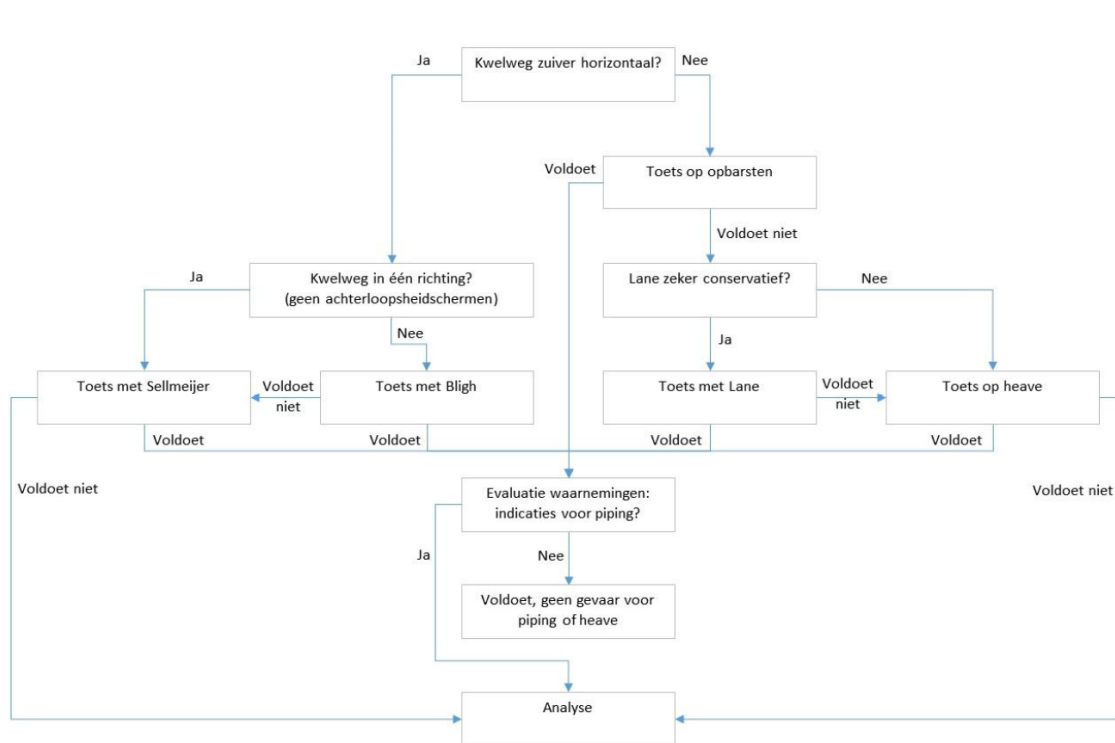 Ja
Kwelweg zuiver horizontaal?
Nee
Voldoet
Toets op opbarsten
Voldoet niet
Ja
Kwelweg in één richting?
(geen achterloopsheidschermen)
Lane zeker conservatief?
Nee
Nee
Ja
Toets met Sellmeijer
Voldoet
niet
Toets met Bligh
Toets met Lane
Voldoet
niet
Toets op heave
Voldoet
Voldoet
Voldoet
Voldoet
Voldoet niet
Evaluatie waarnemingen:
indicaties voor piping?
Voldoet niet
Ja
Nee
Voldoet, geen gevaar voor
piping of heave
Analyse